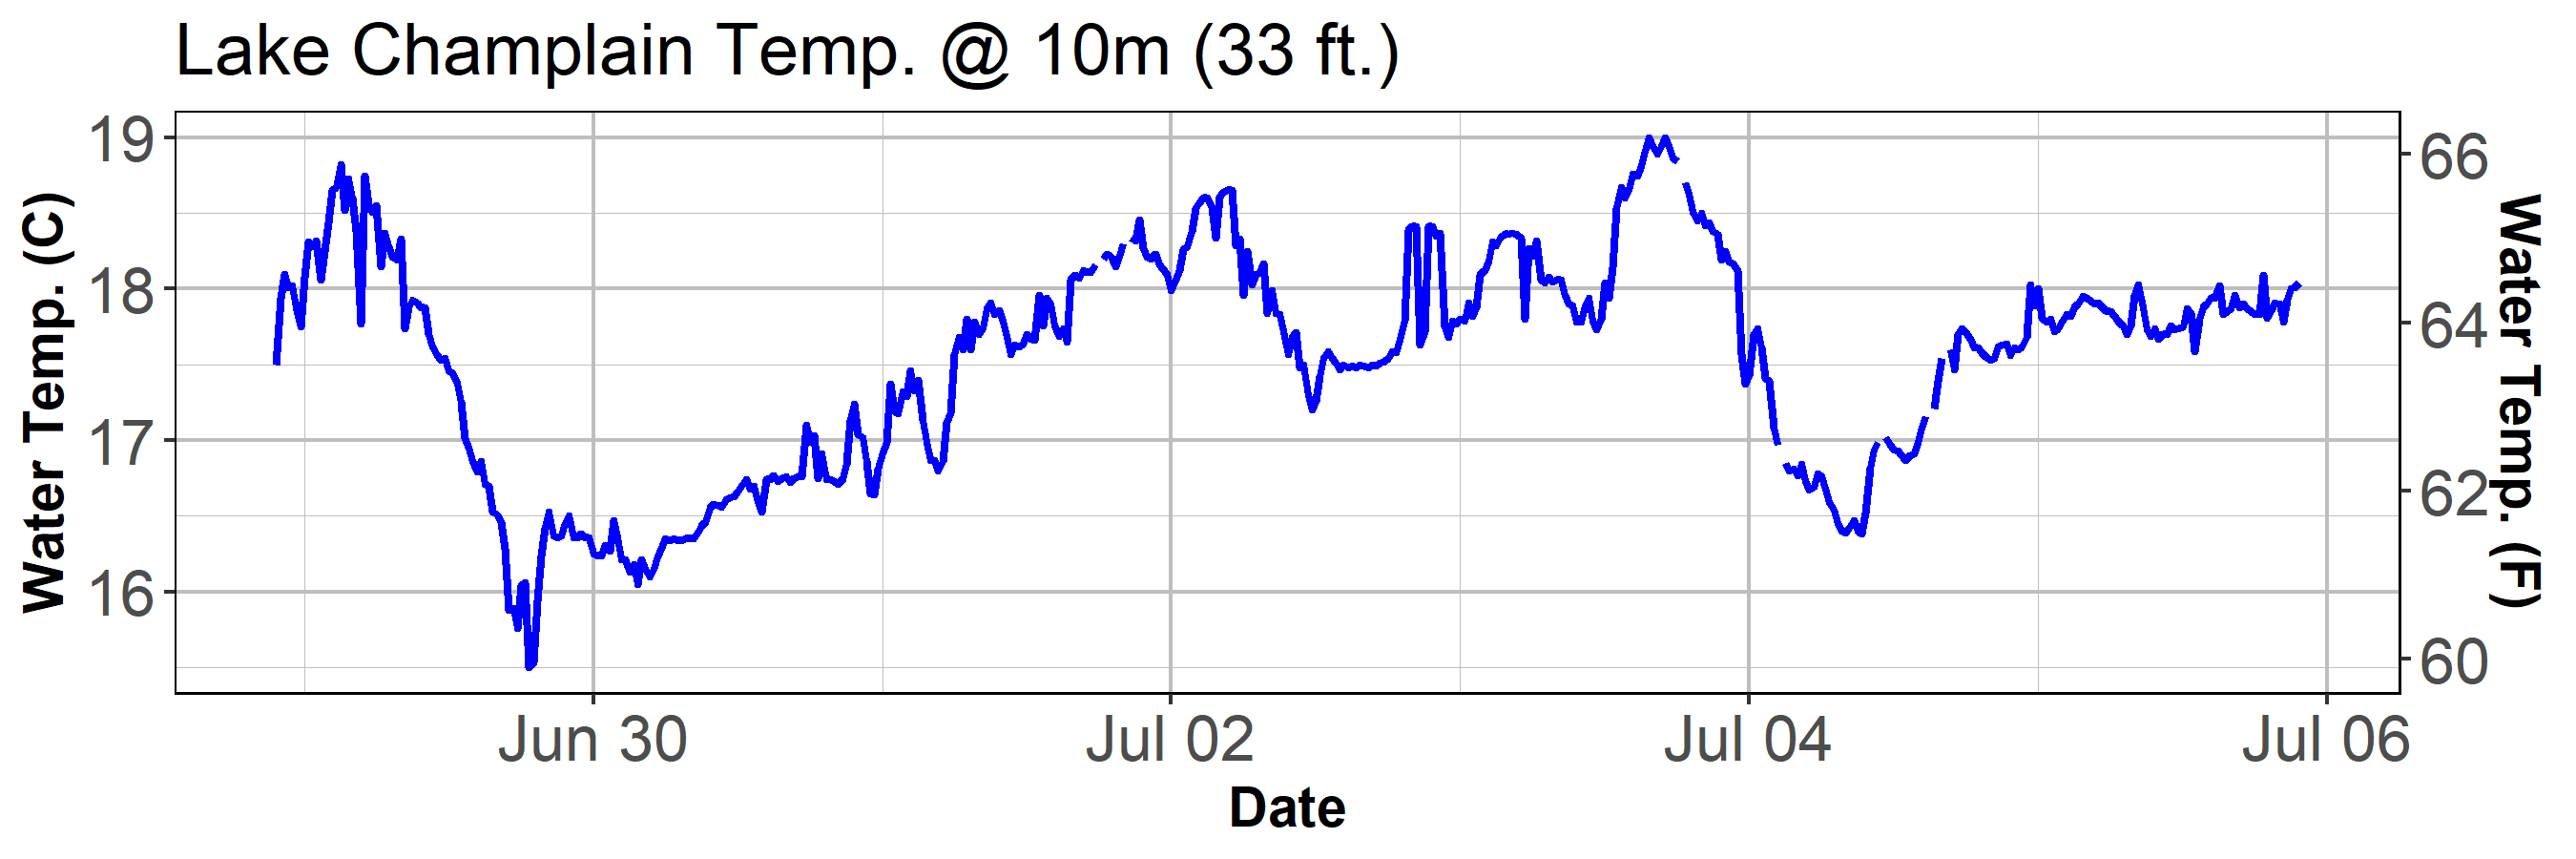 Lake Champlain Temp. @ 10m (33 ft.)
Water Temp. (C)
19
18
17
16
66
64
62
60
Water Temp. (F)
Jun 30
Jul 02
Jul 04
Jul 06
Date